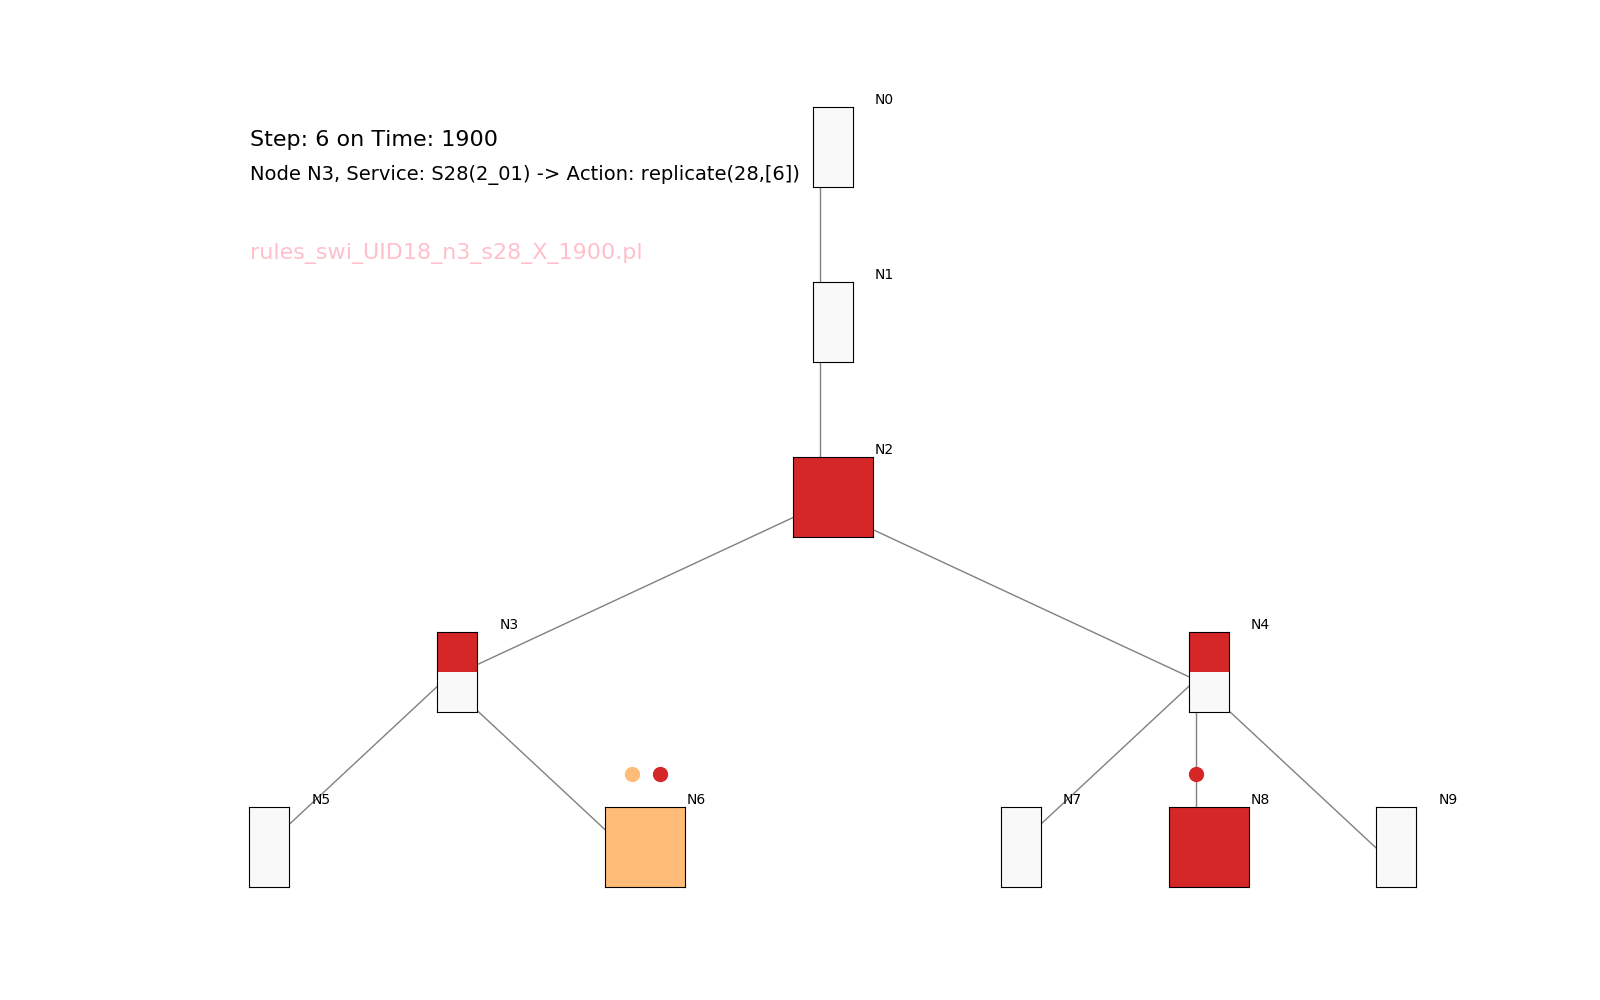 N0
Step: 6 on Time: 1900
Node N3, Service: S28(2_01) -> Action: replicate(28,[6])
rules_swi_UID18_n3_s28_X_1900.pl
N1
N2
N3
N4
N5
N6
N7
N8
N9